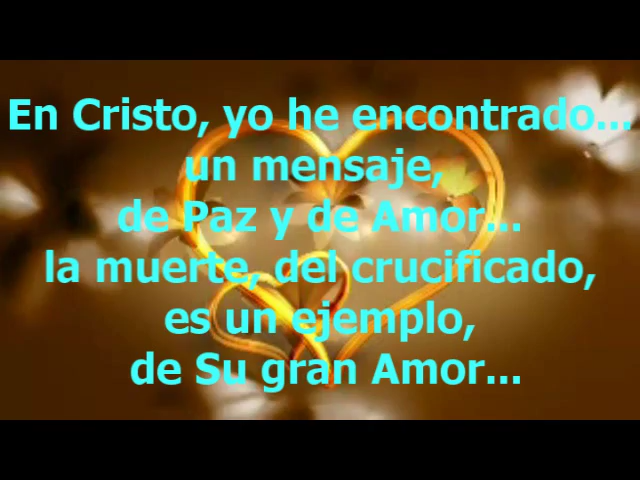 En Cristo, yo he encontrado...
un mensaje,
de Paz y de Amor...
la muerte, del crucificado,
es un ejemplo,
de Su gran Amor...